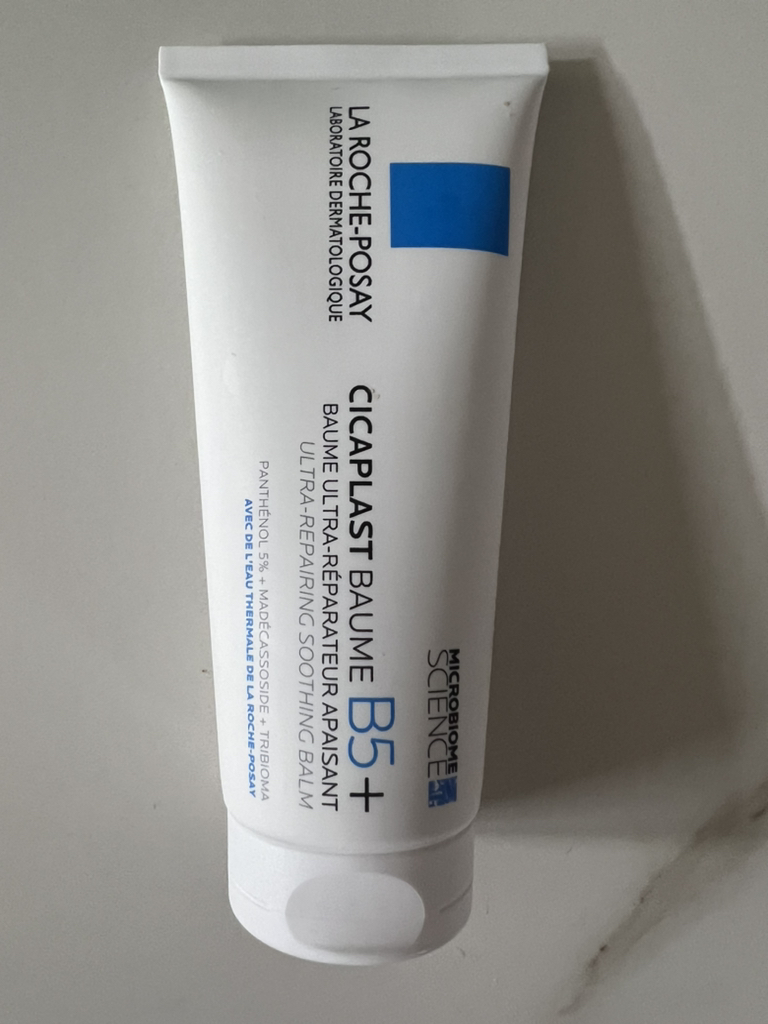 LA ROCHE-POSAY
LABORATOIRE DERMATOLOGIQUE
MICROBIOME
SCIENCE
CICAPLAST BAUME B5+
BAUME ULTRA-RÉPARATEUR APAISANT
ULTRA-REPAIRING SOOTHING BALM
PANTHÉNOL 5% + MADÉCASSOSIDE + TRIBIOMA
AVEC DE L'EAU THERMALE DE LA ROCHE-POSAY